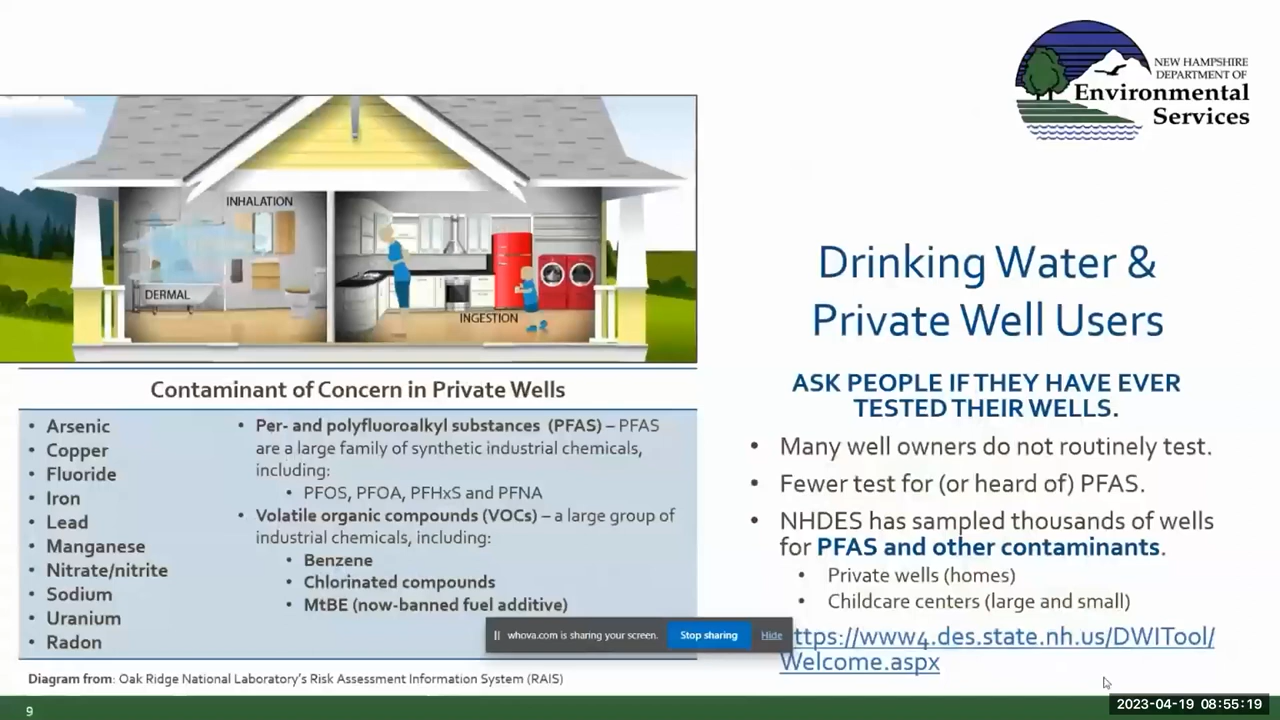 NEW HAMPSHIRE
DEPARTMENT OF
Environmental
Services
INHALATION
DERMAL
INGESTION
Drinking Water &
Private Well Users
Contaminant of Concern in Private Wells
• Arsenic
• Copper
• Fluoride
• Iron
• Lead
• Manganese
• Nitrate/nitrite
• Sodium
• Uranium
• Radon
• Per- and polyfluoroalkyl substances (PFAS) – PFAS
are a large family of synthetic industrial chemicals,
including:
• PFOS, PFOA, PFHxS and PFNA
• Volatile organic compounds (VOCs) – a large group of
industrial chemicals, including:
• Benzene
• Chlorinated compounds
• MtBE (now-banned fuel additive)
ASK PEOPLE IF THEY HAVE EVER
TESTED THEIR WELLS.
• Many well owners do not routinely test.
• Fewer test for (or heard of) PFAS.
• NHDES has sampled thousands of wells
for PFAS and other contaminants.
• Private wells (homes)
• Childcare centers (large and small)
ttps://www4.des.state.nh.us/DWITool/
Welcome.aspx
whova.com is sharing your screen. Stop sharing Hide
Diagram from: Oak Ridge National Laboratory's Risk Assessment Information System (RAIS)
9
2023-04-19 08:55:19